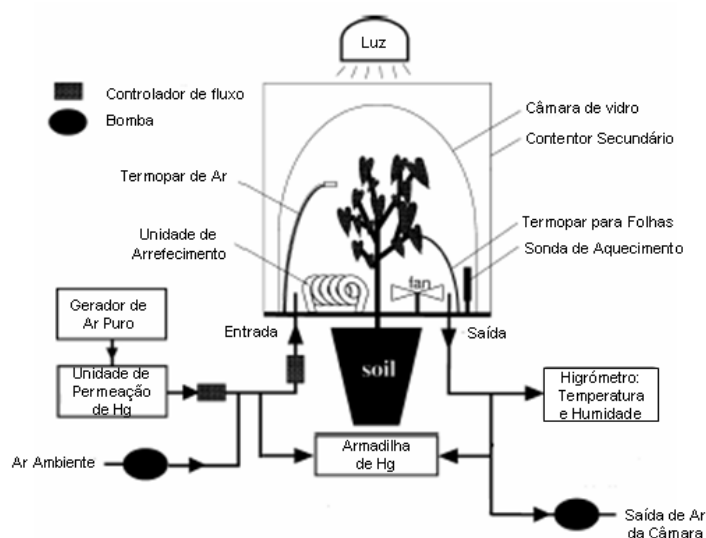 Luz
Controlador de fluxo
Bomba
Câmara de vidro
Contentor Secundário
Termopar de Ar
Unidade de
Arrefecimento
Termopar para Folhas
Sonda de Aquecimento
fan
Gerador de
Ar Puro
Entrada
Saída
Unidade de
Permeação
de Hg
soil
Higrómetro:
Temperatura
e Humidade
Ar Ambiente
Armadilha
de Hg
Saída de Ar
da Câmara